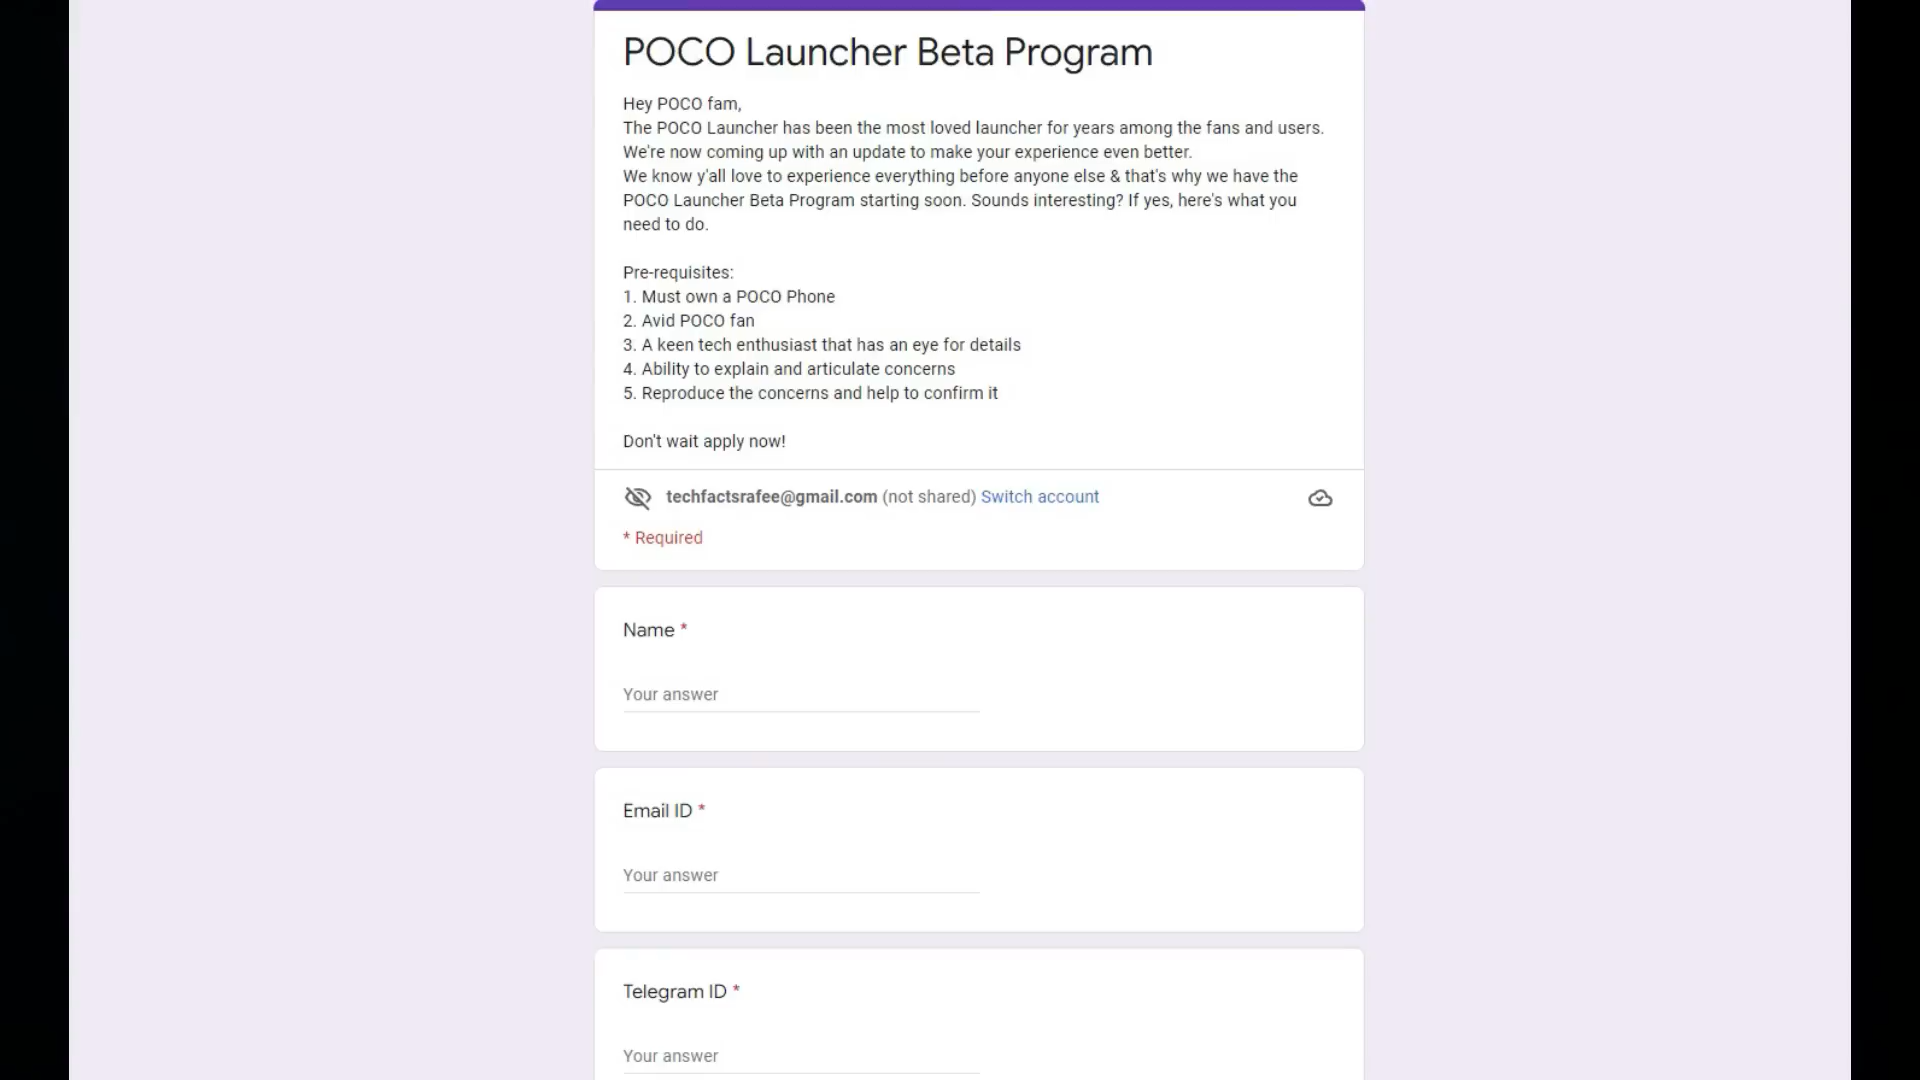 POCO Launcher Beta Program
Hey POCO fam,
The POCO Launcher has been the most loved launcher for years among the fans and users.
We're now coming up with an update to make your experience even better.
We know y'all love to experience everything before anyone else & that's why we have the
POCO Launcher Beta Program starting soon. Sounds interesting? If yes, here's what you
need to do.
Pre-requisites:
1. Must own a POCO Phone
2. Avid POCO fan
3. A keen tech enthusiast that has an eye for details
4. Ability to explain and articulate concerns
5. Reproduce the concerns and help to confirm it
Don't wait apply now!
techfactsrafee@gmail.com (not shared) Switch account
* Required
Name *
Your answer
Email ID *
Your answer
Telegram ID *
Your answer